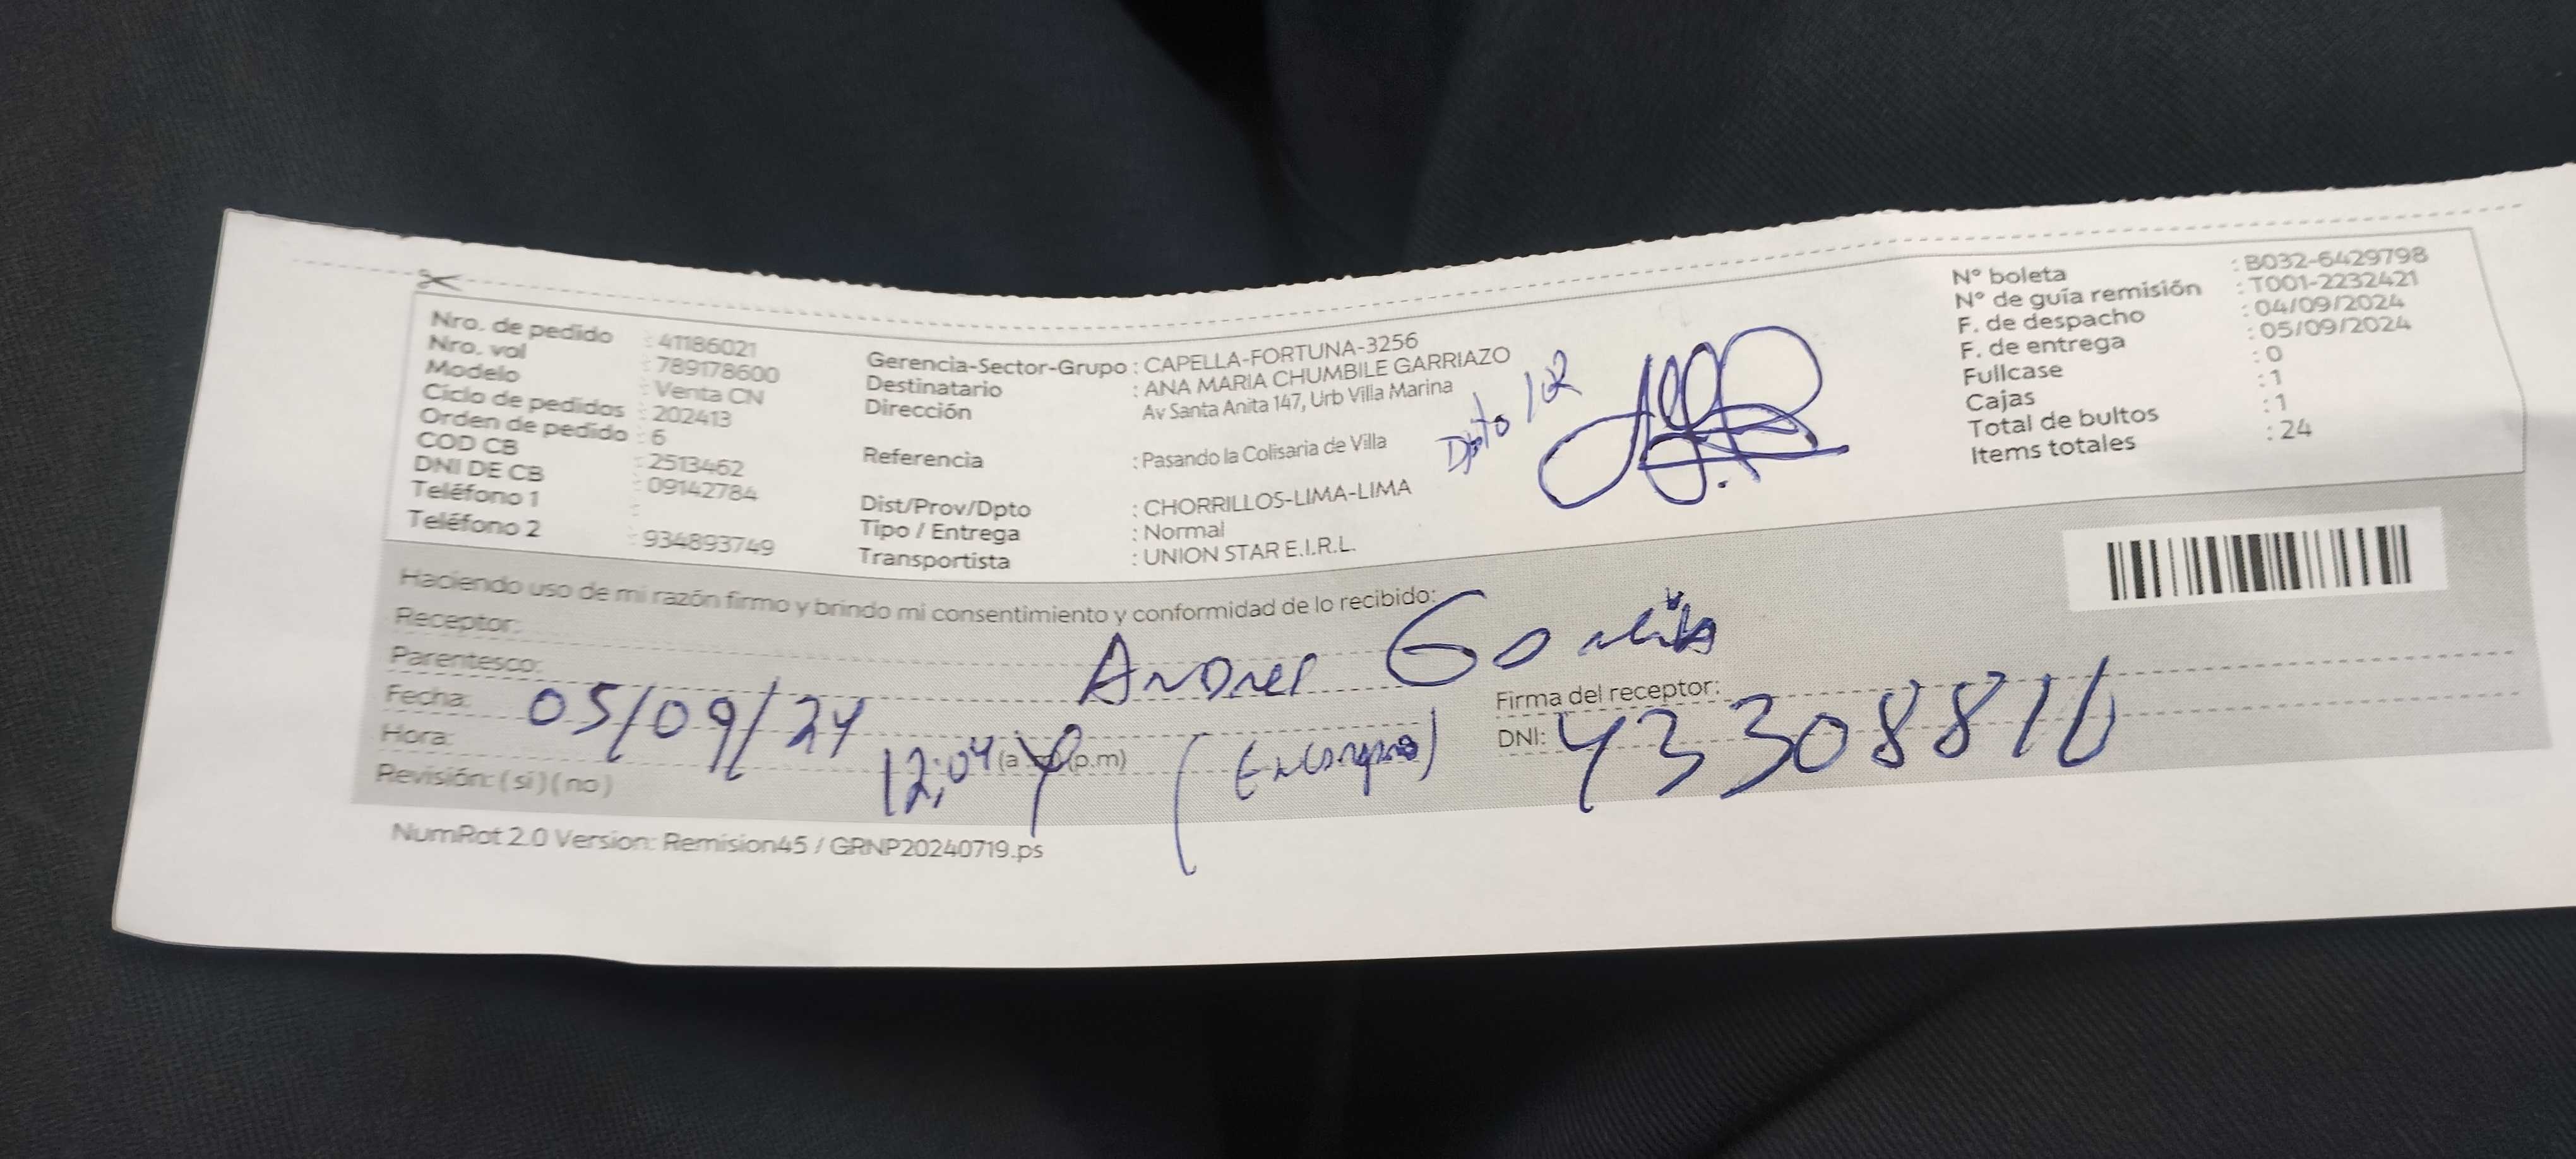 Nro. de pedido : 41186021
Nro. vol : 789178600
Modelo : Venta CN
Ciclo de pedidos : 202413
Orden de pedido : 6
COD CB : 2513462
DNI DE CB : 09142784
Teléfono 1 :
Teléfono 2 : 934893749
Gerencia-Sector-Grupo : CAPELLA-FORTUNA-3256
Destinatario : ANA MARIA CHUMBILE GARRIAZO
Dirección Av Santa Anita 147, Urb Villa Marina
Referencia : Pasando la Colisaria de Villa
Dist/Prov/Dpto : CHORRILLOS-LIMA-LIMA
Tipo / Entrega : Normal
Transportista : UNION STAR E.I.R.L.
Dpto 102
N° boleta : B032-6429798
N° de guía remisión : T001-2232421
F. de despacho : 04/09/2024
F. de entrega : 05/09/2024
Fullcase : 0
Cajas : 1
Total de bultos : 1
Items totales : 24
Haciendo uso de mi razón firmo y brindo mi consentimiento y conformidad de lo recibido:
Receptor:
Parentesco:
Fecha: 05/09/24
Hora: 12:04 (p.m)
Revisión: ( si ) ( no )
Firma del receptor:
DNI: 43308816
NumRot 2.0 Version: Remision45 / GRNP20240719.ps